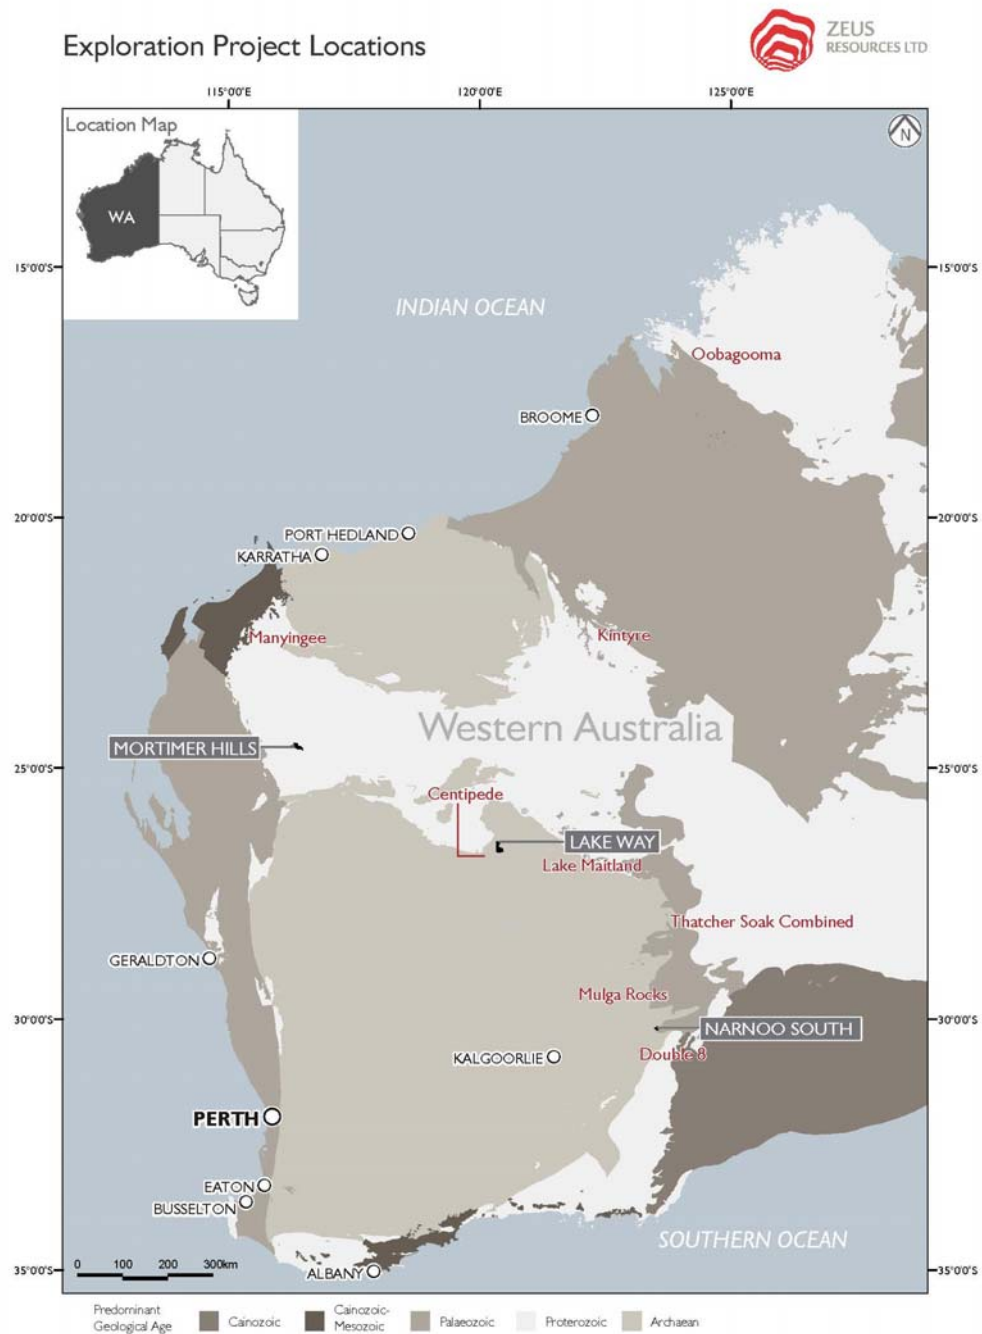 Exploration Project Locations
ZEUS
RESOURCES LTD
115°0'0"E
120°0'0"E
125°0'0"E
Location Map
WA
N
15°0'0"S
15°0'0"S
INDIAN OCEAN
Oobagooma
BROOME
20°0'0"S
20°0'0"S
PORT HEDLAND
KARRATHA
Manyingee
Kintyre
Western Australia
MORTIMER HILLS
25°0'0"S
25°0'0"S
Centipede
LAKE WAY
Lake Maitland
Thatcher Soak Combined
GERALDTON
Mulga Rocks
30°0'0"S
30°0'0"S
NARNOO SOUTH
KALGOORLIE
Double 8
PERTH
EATON
BUSSELTON
SOUTHERN OCEAN
0 100 200 300km
35°0'0"S
35°0'0"S
ALBANY
Predominant
Geological Age
Cainozoic
Cainozoic-
Mesozoic
Palaeozoic
Proterozoic
Archaean